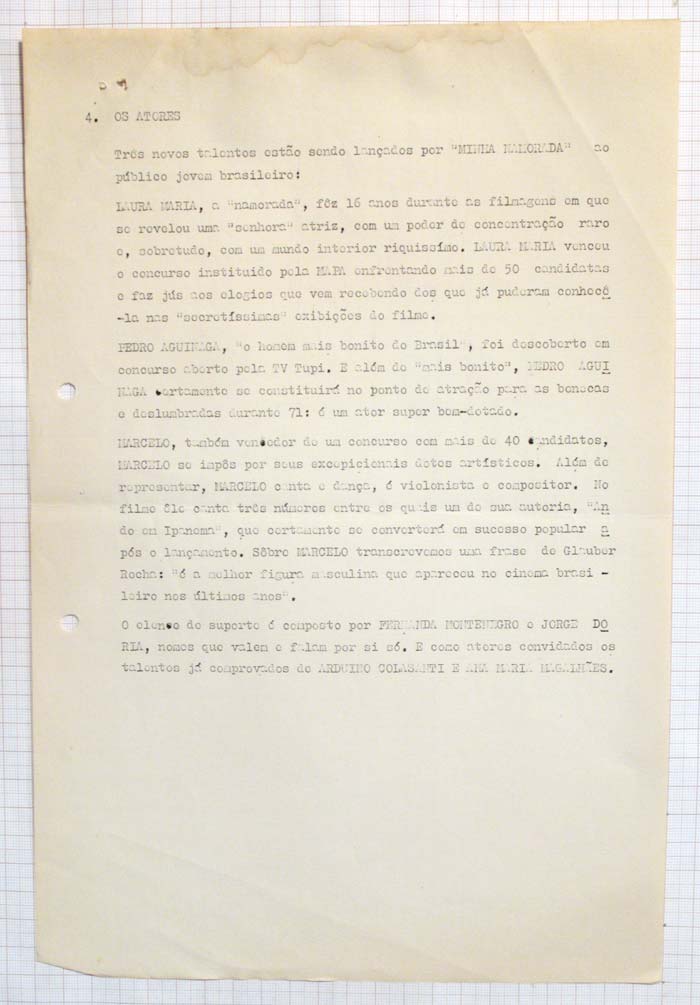 4. OS ATORES
Três novos talentos estão sendo lançados por "MINHA NAMORADA" ao
público jovem brasileiro:
LAURA MARIA, a "namorada", fêz 16 anos durante as filmagens em que
se revelou uma "senhora" atriz, com um poder de concentração raro
e, sobretudo, com um mundo interior riquissímo. LAURA MARIA venceu
o concurso instituido pela MAPA enfrentando mais de 50 candidatas
e faz jús aos elogios que vem recebendo dos que já puderam conhecê
-la nas "secretíssimas" exibições do filme.
PEDRO AGUINAGA, "o homem mais bonito do Brasil", foi descoberto em
concurso aberto pela TV Tupi. E além de "mais bonito", PEDRO AGUI
NAGA certamente se constituirá no ponto de atração para as bonecas
e deslumbradas durante 71: é um ator super bem-dotado.
MARCELO, também vencedor de um concurso com mais de 40 candidatos,
MARCELO se impôs por seus excepicionais dotes artísticos. Além de
representar, MARCELO canta e dança, é violonista e compositor. No
filme êle canta três números entre os quais um de sua autoria, "An
do em Ipanema", que certamente se converterá em sucesso popular a
pós o lançamento. Sôbre MARCELO transcrevemos uma frase de Glauber
Rocha: "é a melhor figura masculina que apareceu no cinema brasi -
leiro nos últimos anos".
O elenco de suporte é composto por FERNANDA MONTENEGRO e JORGE DO
RIA, nomes que valem e falam por si só. E como atores convidados os
talentos já comprovados de ARDUINO COLASANTI E ANA MARIA MAGALHÃES.